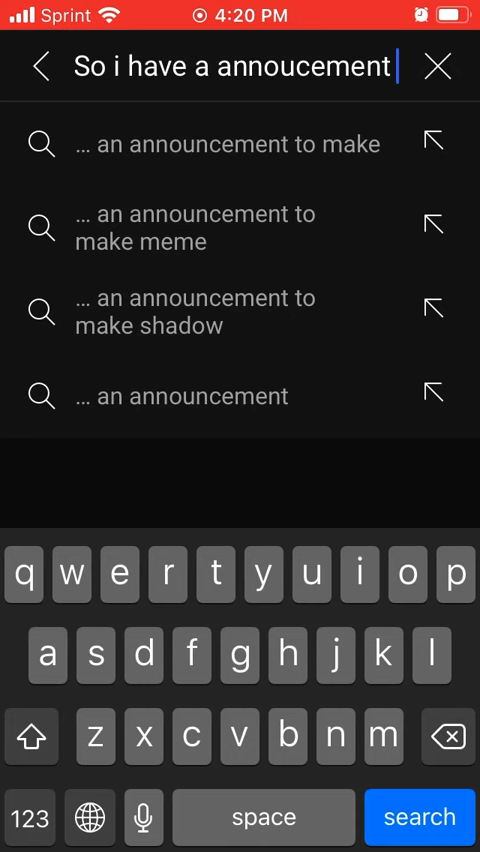 Sprint 4:20 PM
So i have a annoucement
... an announcement to make
... an announcement to
make meme
... an announcement to
make shadow
... an announcement
q w e r t y u i o p
a s d f g h j k l
z x c v b n m
123 space search